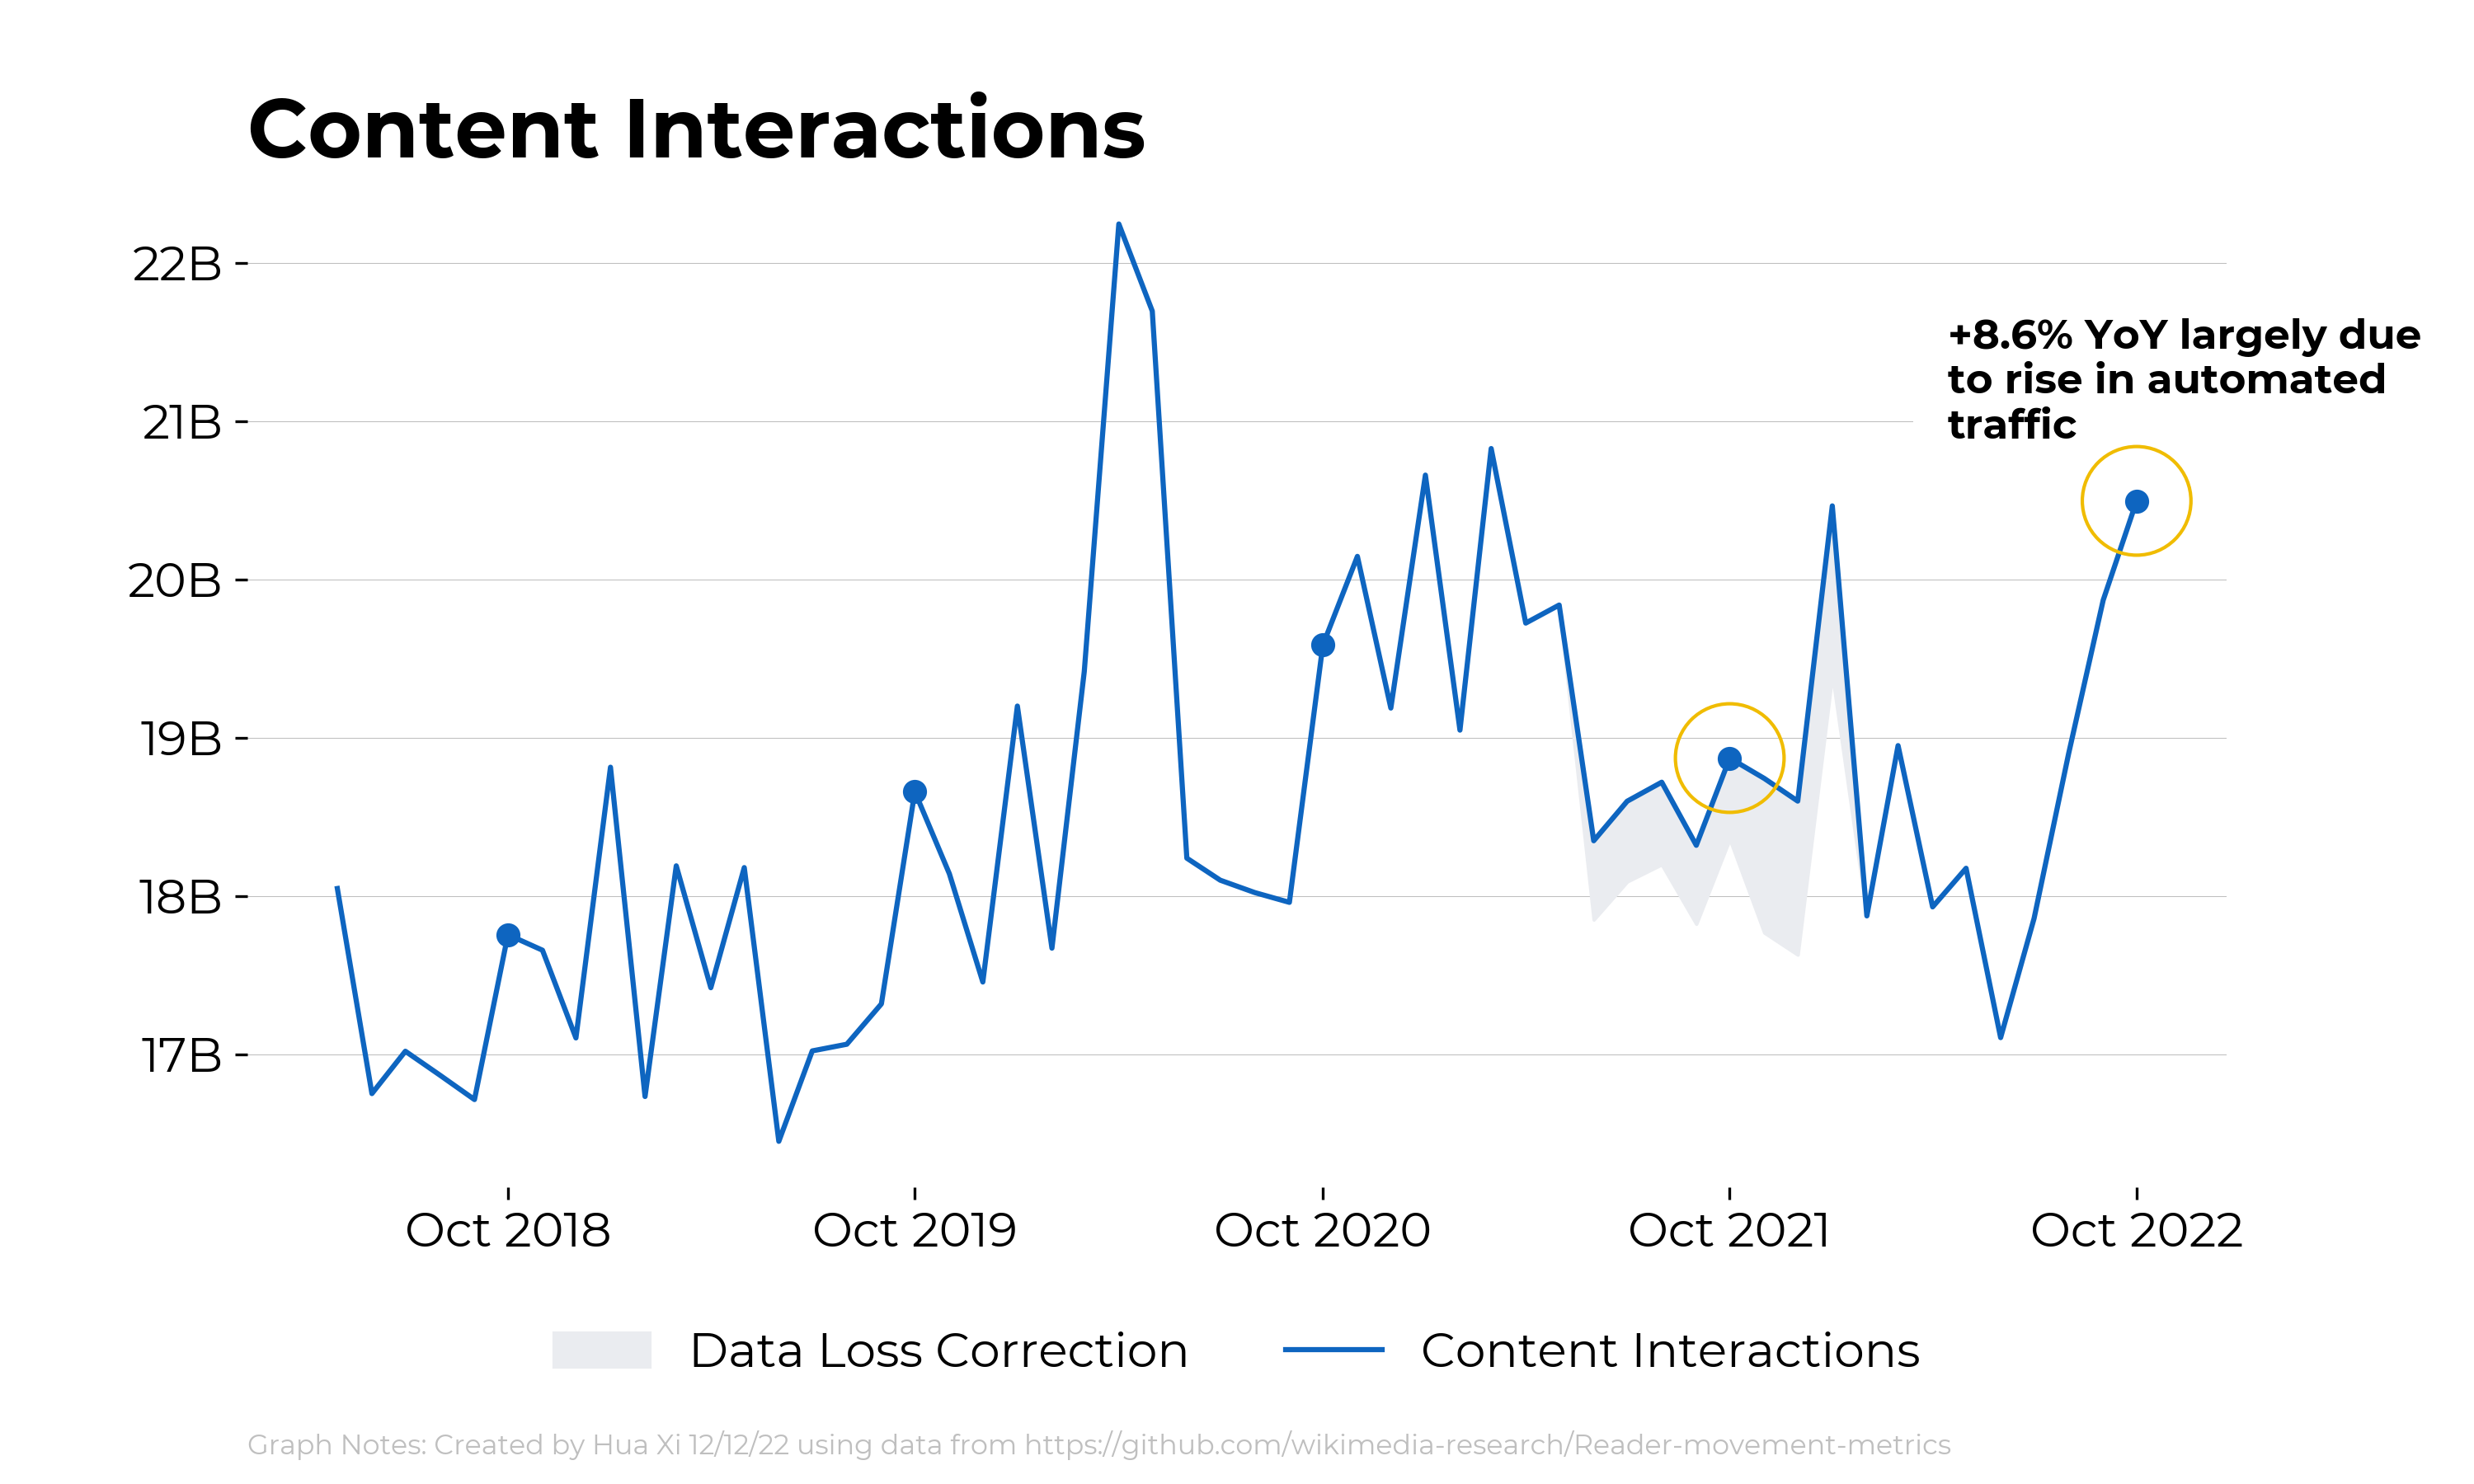 Content Interactions
22B
21B
20B
19B
18B
17B
+8.6% YoY largely due
to rise in automated
traffic
Oct 2018
Oct 2019
Oct 2020
Oct 2021
Oct 2022
Data Loss Correction
Content Interactions
Graph Notes: Created by Hua Xi 12/12/22 using data from https://github.com/wikimedia-research/Reader-movement-metrics